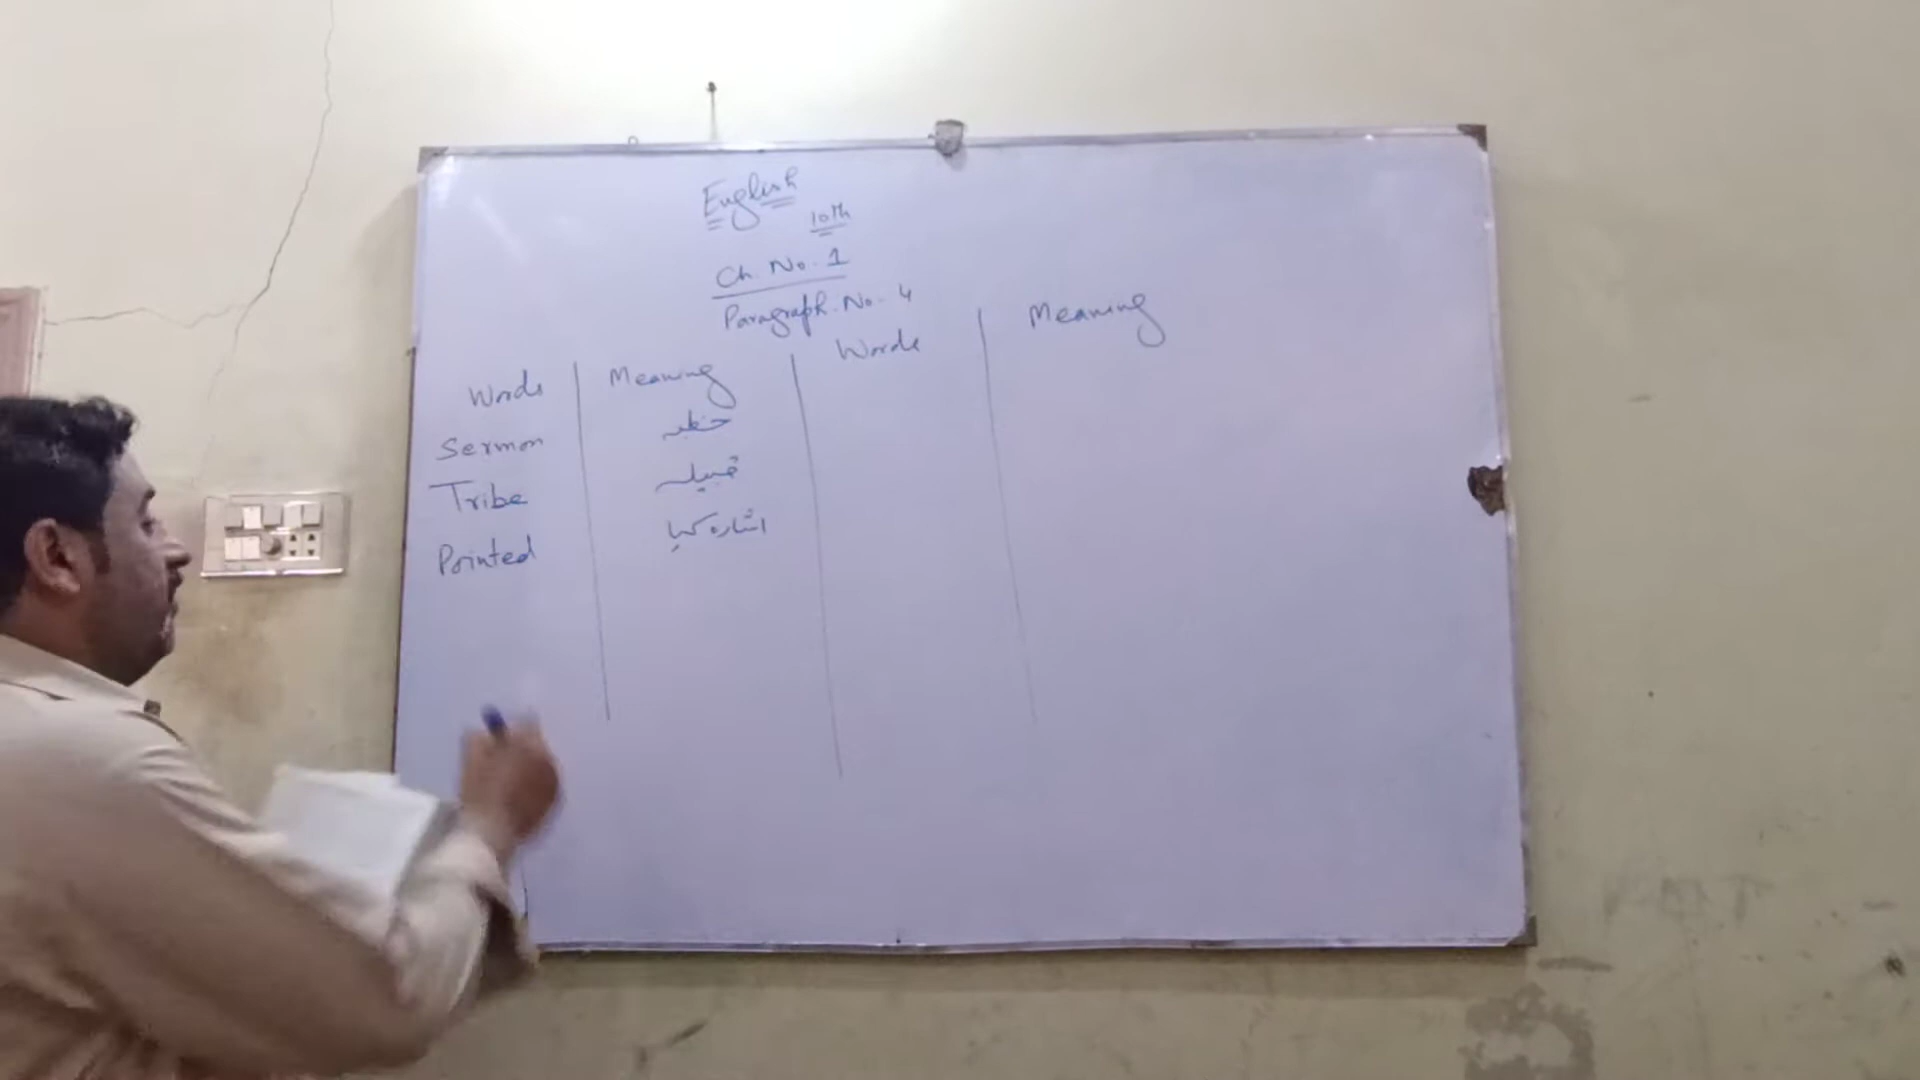 English
10th
Ch. No. 1
Paragraph. No. 4
Words Meaning Words Meaning
Sermon خطبہ
Tribe قبیلہ
Pointed اشارہ کیا